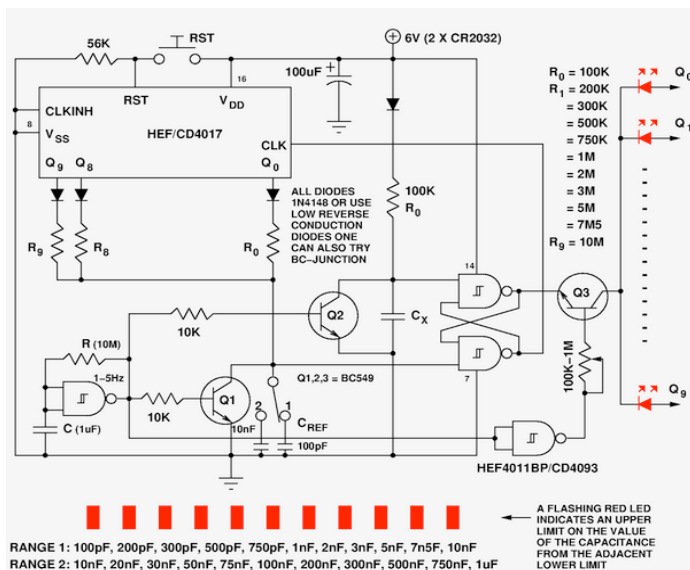 6V (2 X CR2032)
56K
RST
100uF
+
16
RST
VDD
CLKINH
8
VSS
HEF/CD4017
CLK
Q9
Q8
Q0
R9
R8
R0
ALL DIODES
1N4148 OR USE
LOW REVERSE
CONDUCTION
DIODES ONE
CAN ALSO TRY
BC-JUNCTION
100K
R0
R0 = 100K
R1 = 200K
= 300K
= 500K
= 750K
= 1M
= 2M
= 3M
= 5M
= 7M5
R9 = 10M
Q0
Q1
Q9
14
7
Q2
10K
CX
Q3
100K-1M
R (10M)
1-5Hz
C (1uF)
10K
Q1
Q1,2,3 = BC549
10nF
2
1
CREF
100pF
HEF4011BP/CD4093
A FLASHING RED LED
INDICATES AN UPPER
LIMIT ON THE VALUE
OF THE CAPACITANCE
FROM THE ADJACENT
LOWER LIMIT
RANGE 1: 100pF, 200pF, 300pF, 500pF, 750pF, 1nF, 2nF, 3nF, 5nF, 7n5F, 10nF
RANGE 2: 10nF, 20nF, 30nF, 50nF, 75nF, 100nF, 200nF, 300nF, 500nF, 750nF, 1uF